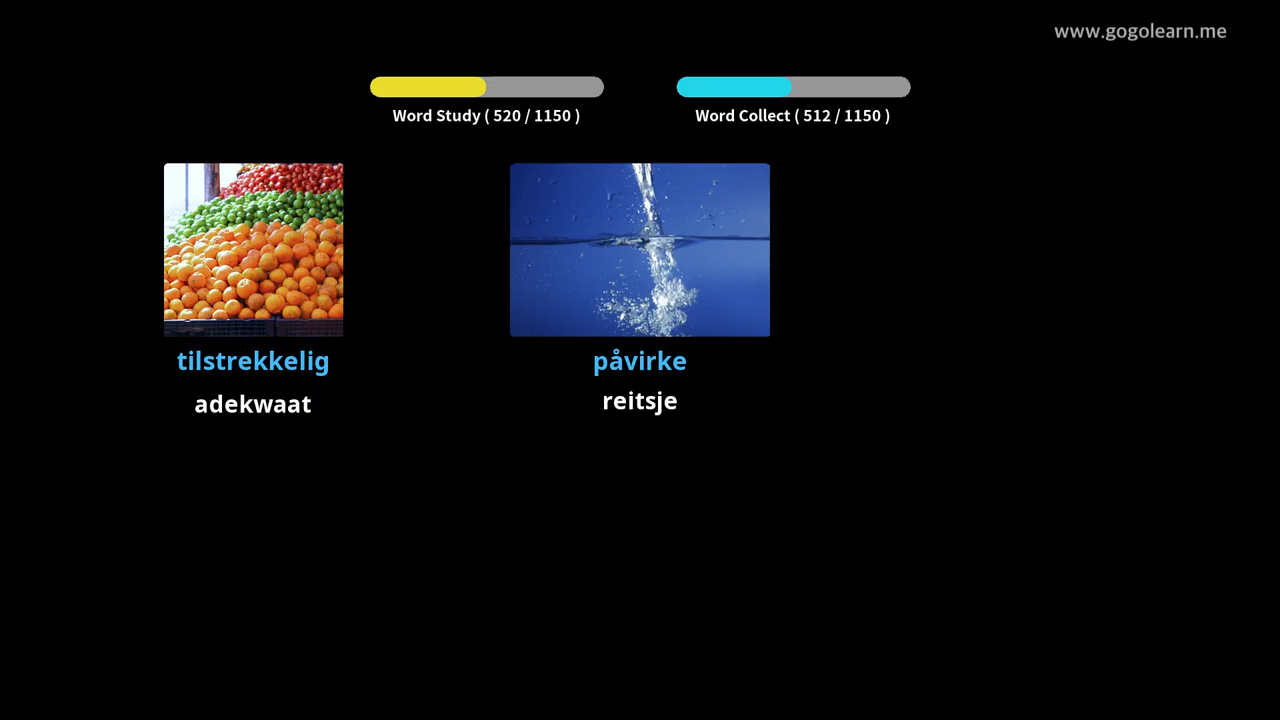 www.gogolearn.me
Word Study ( 520 / 1150 )
Word Collect ( 512 / 1150 )
tilstrekkelig
adekwaat
påvirke
reitsje